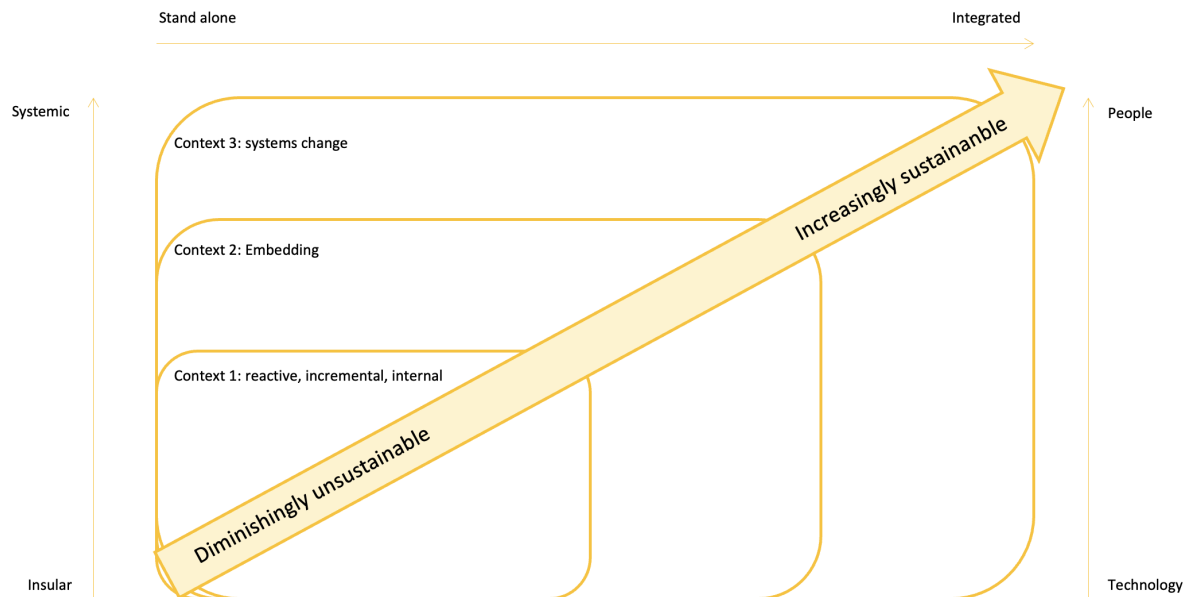 Stand alone
Integrated
Systemic
People
Context 3: systems change
Increasingly sustainanble
Context 2: Embedding
Context 1: reactive, incremental, internal
Diminishingly unsustainable
Insular
Technology